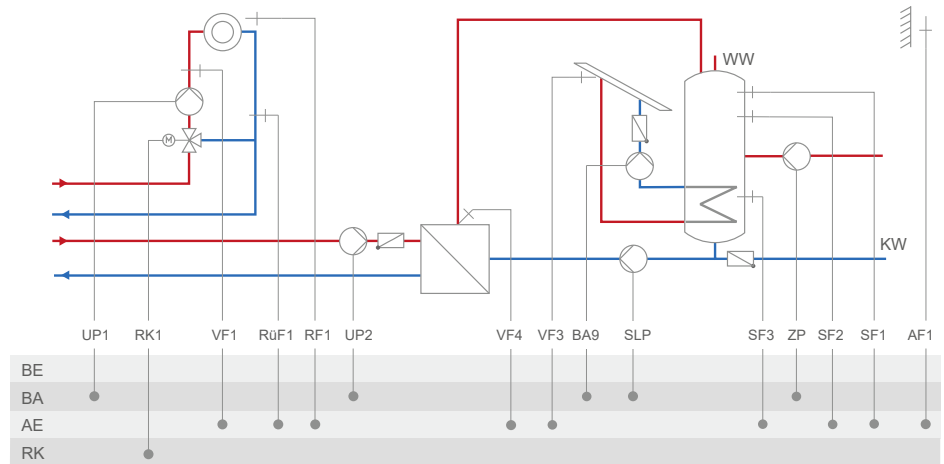 WW
M
KW
UP1 RK1 VF1 RüF1 RF1 UP2 VF4 VF3 BA9 SLP SF3 ZP SF2 SF1 AF1
BE
BA
AE
RK